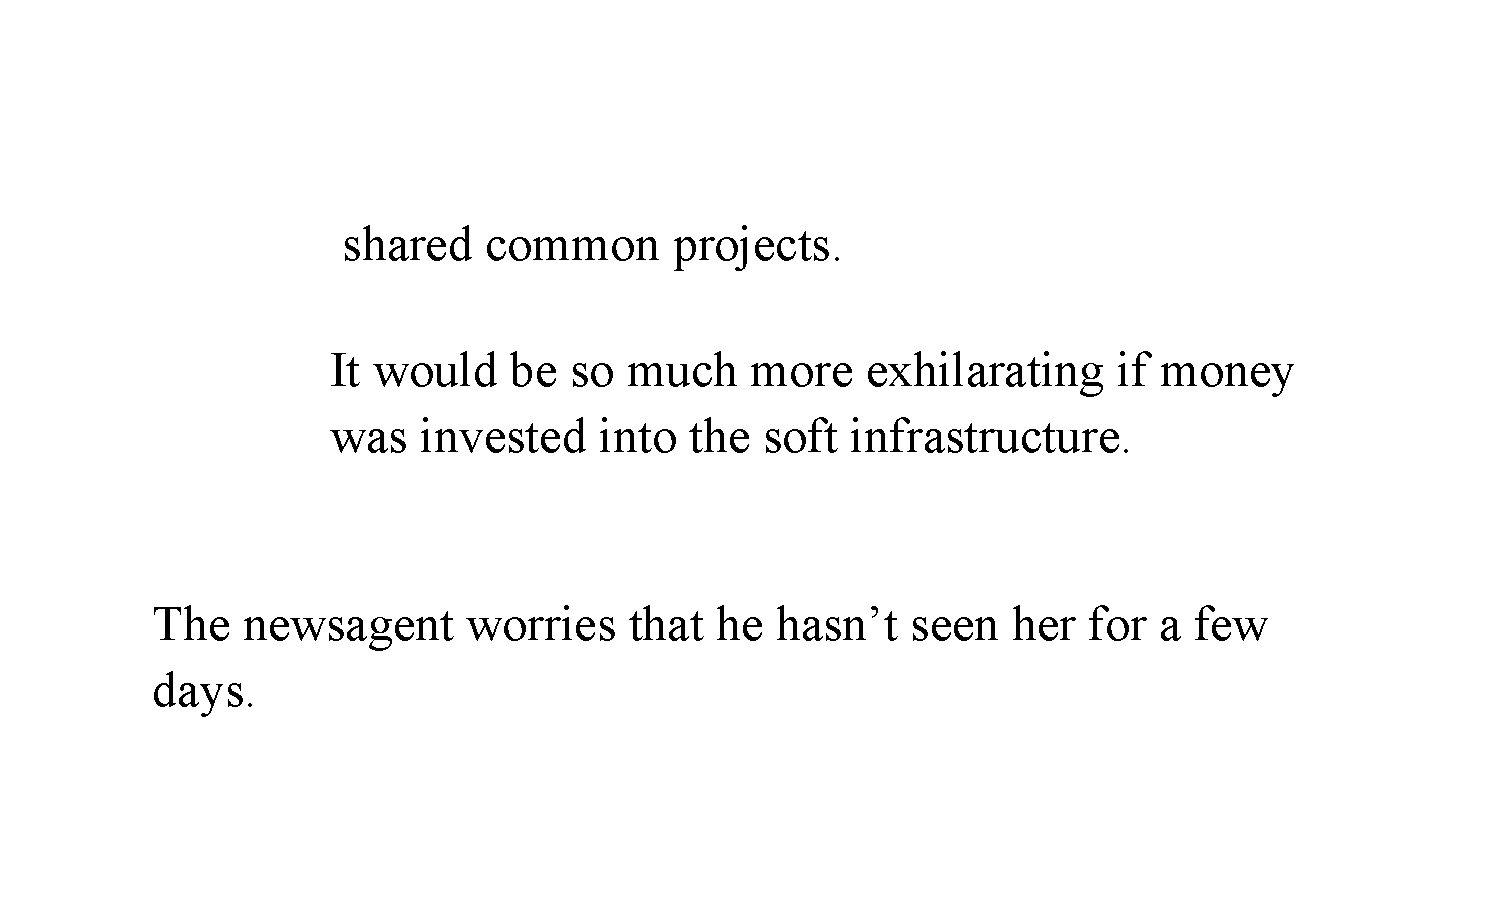 shared common projects.
It would be so much more exhilarating if money
was invested into the soft infrastructure.
The newsagent worries that he hasn’t seen her for a few
days.